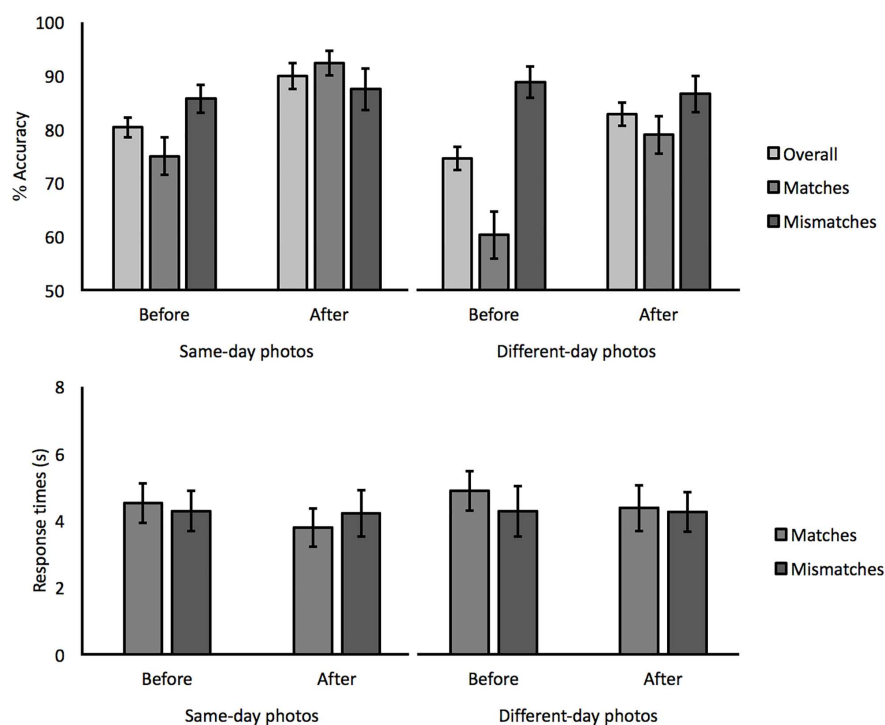 100
90
80
70
60
50
% Accuracy
Overall
Matches
Mismatches
Before After Before After
Same-day photos Different-day photos
8
6
4
2
0
Response times (s)
Matches
Mismatches
Before After Before After
Same-day photos Different-day photos